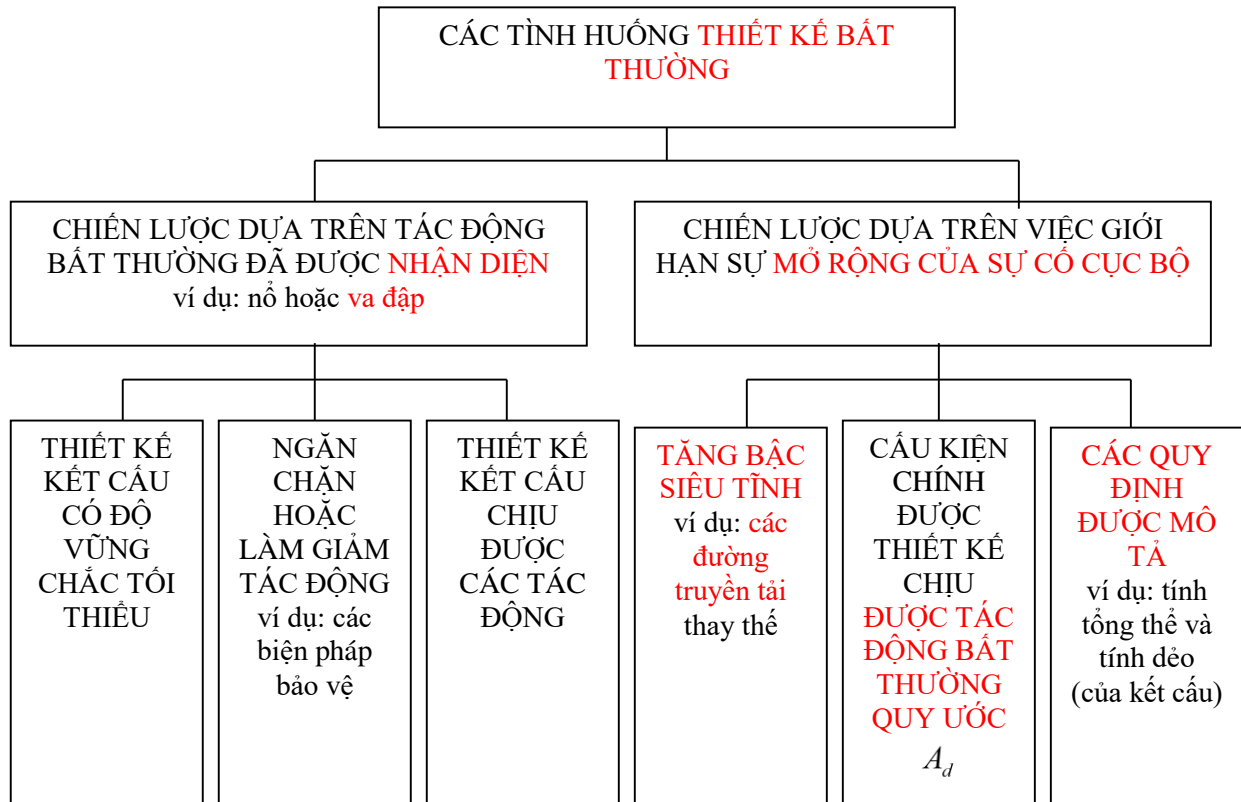 CÁC TÌNH HUỐNG THIẾT KẾ BẤT
THƯỜNG
CHIẾN LƯỢC DỰA TRÊN TÁC ĐỘNG
BẤT THƯỜNG ĐÃ ĐƯỢC NHẬN DIỆN
ví dụ: nổ hoặc va đập
CHIẾN LƯỢC DỰA TRÊN VIỆC GIỚI
HẠN SỰ MỞ RỘNG CỦA SỰ CỐ CỤC BỘ
THIẾT KẾ
KẾT CẤU
CÓ ĐỘ
VỮNG
CHẮC TỐI
THIỂU
NGĂN
CHẶN
HOẶC
LÀM GIẢM
TÁC ĐỘNG
ví dụ: các
biện pháp
bảo vệ
THIẾT KẾ
KẾT CẤU
CHỊU
ĐƯỢC
CÁC TÁC
ĐỘNG
TĂNG BẬC
SIÊU TĨNH
ví dụ: các
đường
truyền tải
thay thế
CẤU KIỆN
CHÍNH
ĐƯỢC
THIẾT KẾ
CHỊU
ĐƯỢC TÁC
ĐỘNG BẤT
THƯỜNG
QUY ƯỚC
A_d
CÁC QUY
ĐỊNH
ĐƯỢC MÔ
TẢ
ví dụ: tính
tổng thể và
tính dẻo
(của kết cấu)